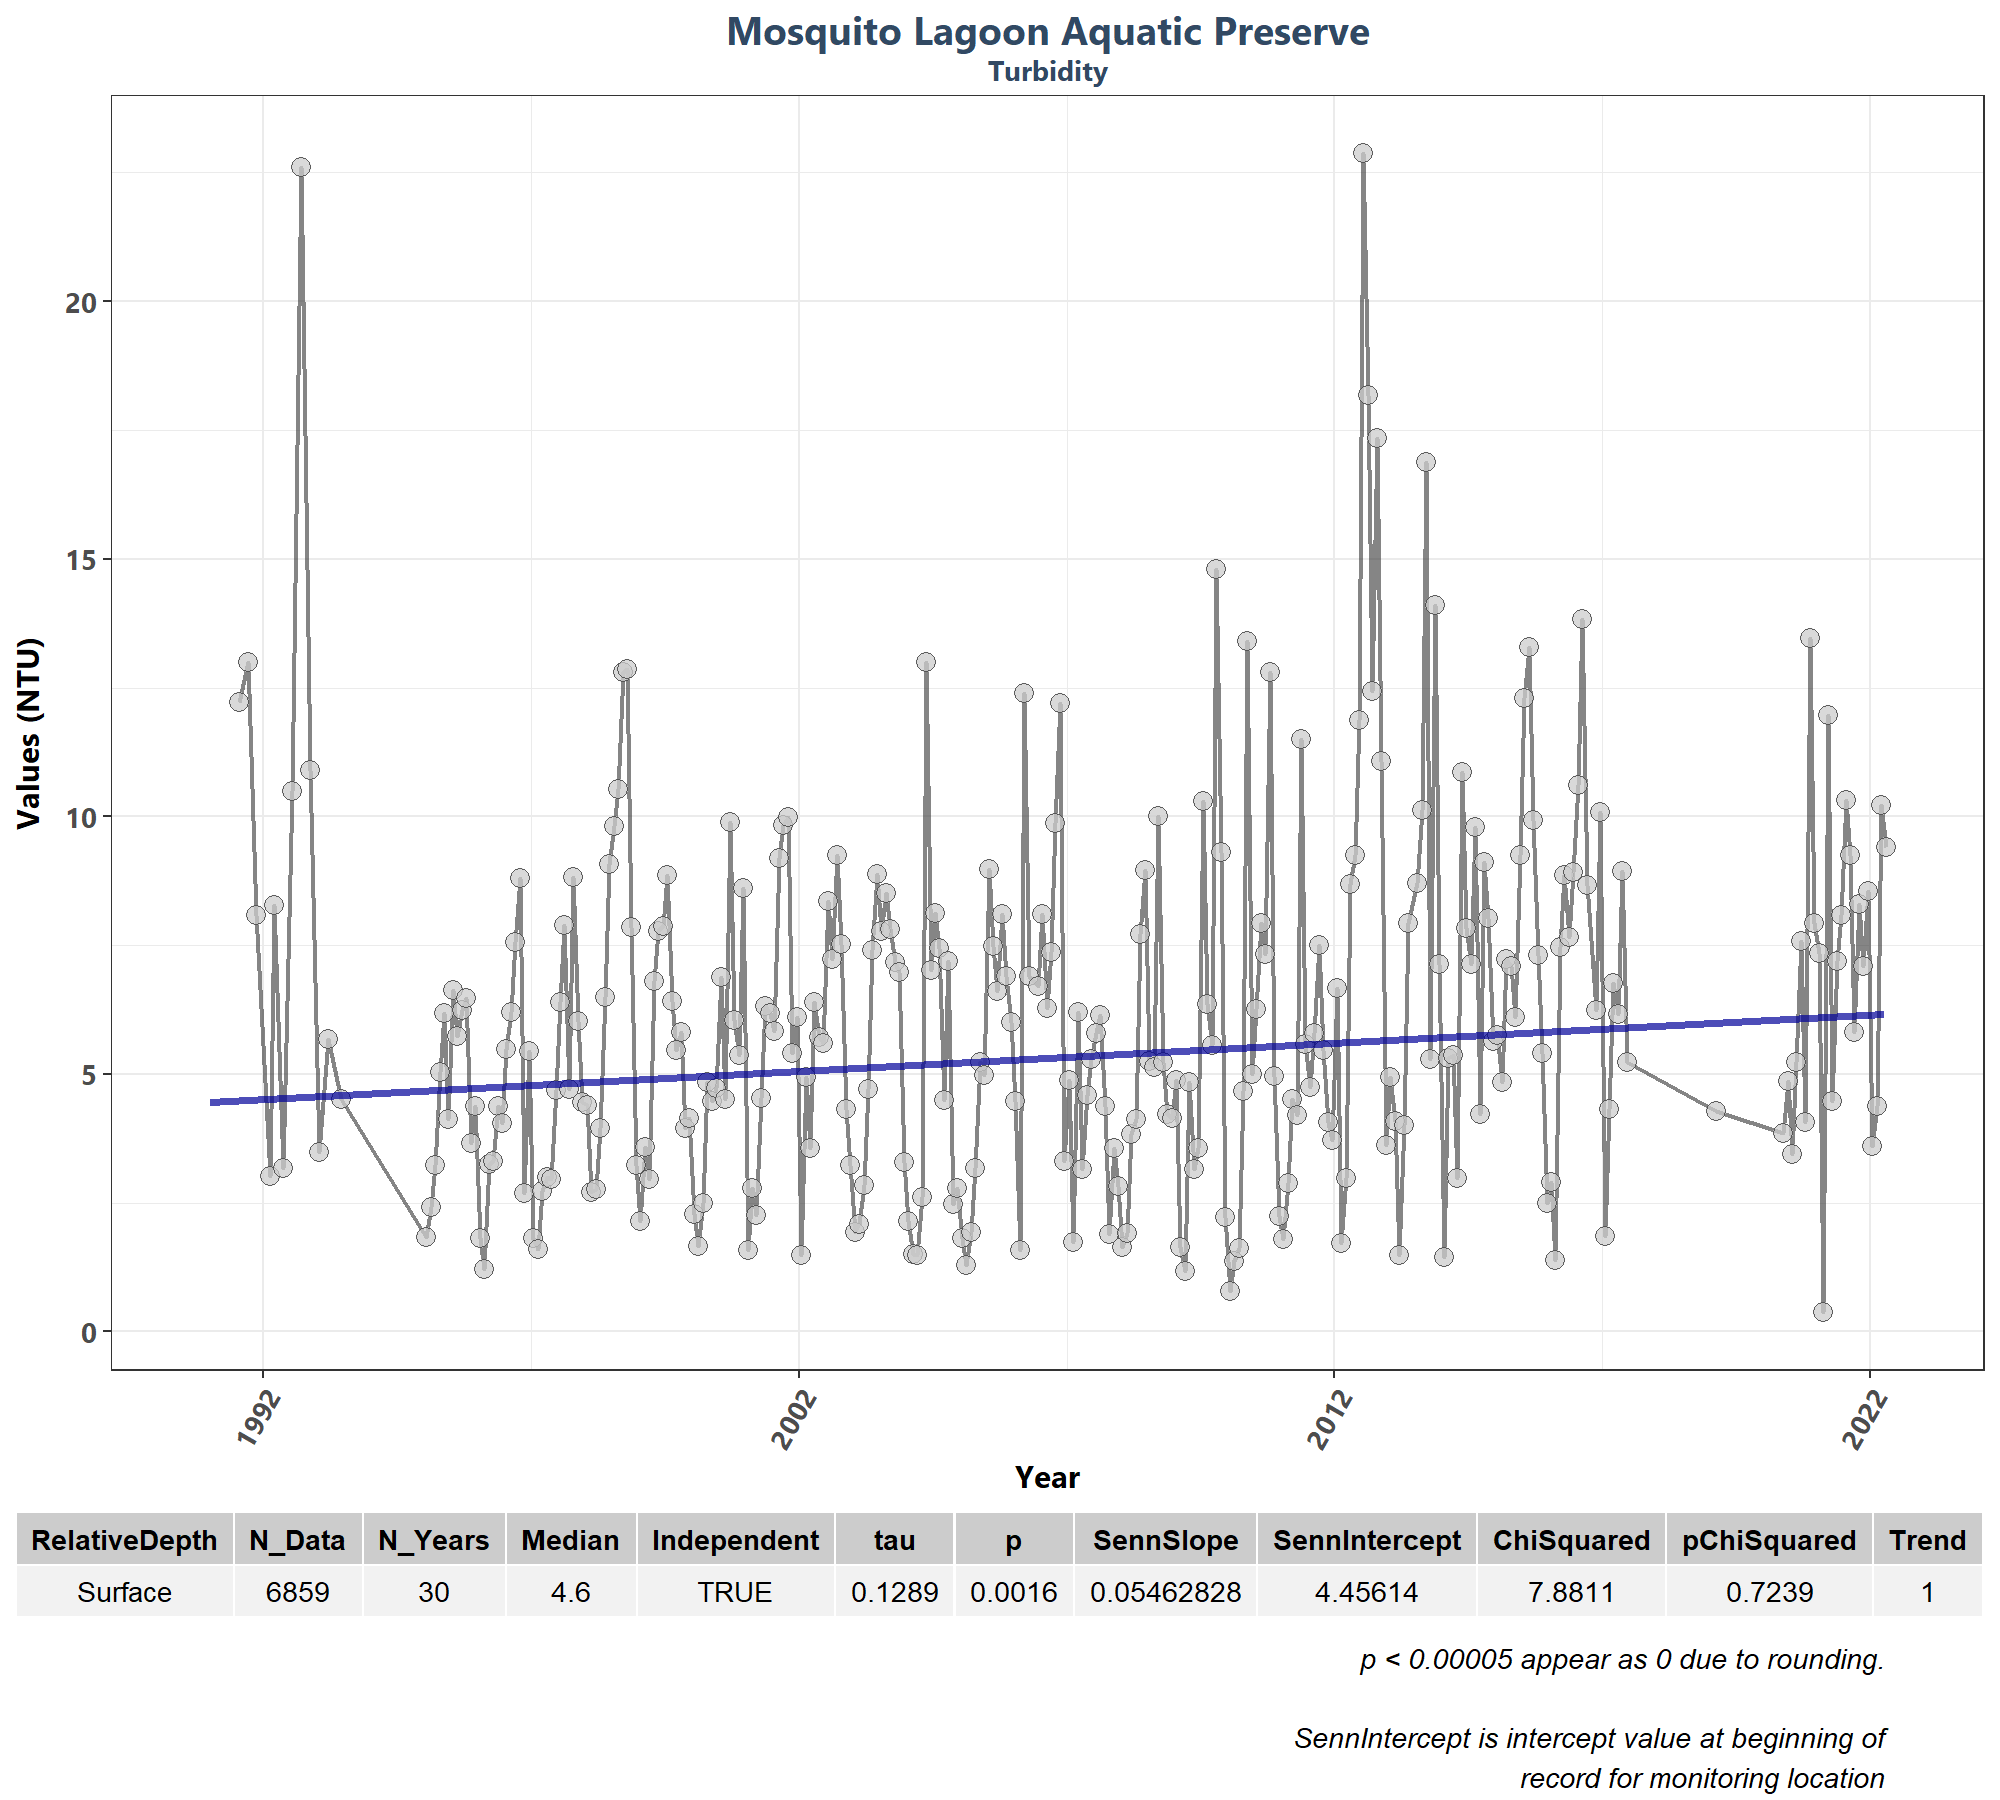 Mosquito Lagoon Aquatic Preserve
Turbidity
Values (NTU)
20
15
10
5
0
1992 2002 2012 2022
Year
RelativeDepth N_Data N_Years Median Independent tau p SennSlope SennIntercept ChiSquared pChiSquared Trend
Surface 6859 30 4.6 TRUE 0.1289 0.0016 0.05462828 4.45614 7.8811 0.7239 1
p < 0.00005 appear as 0 due to rounding.
SennIntercept is intercept value at beginning of
record for monitoring location